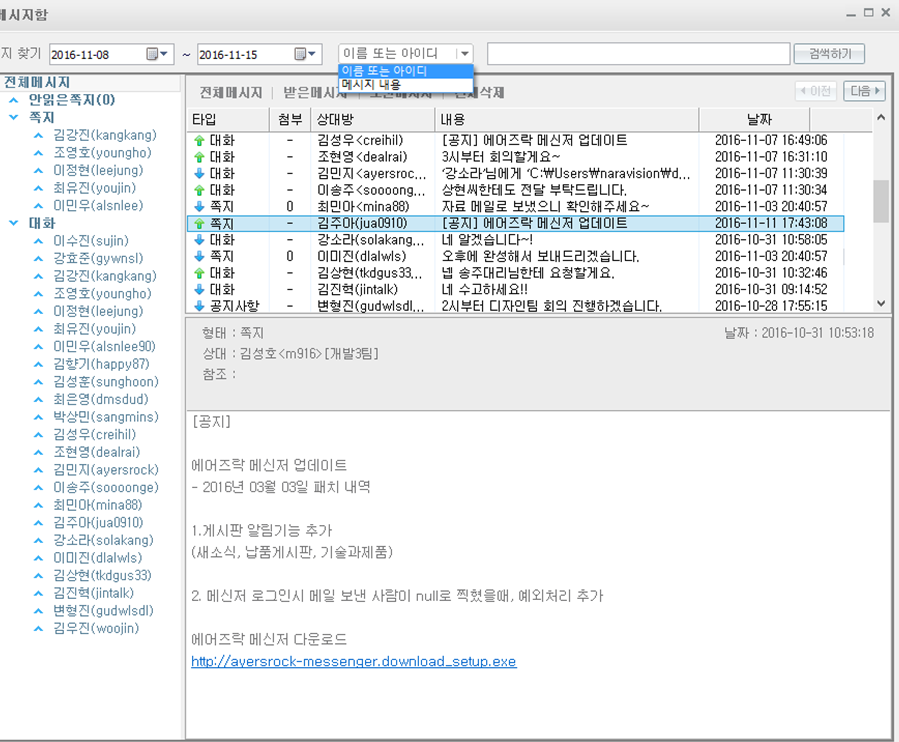 메시지함
지 찾기 2016-11-08 ~ 2016-11-15 이름 또는 아이디 검색하기
이름 또는 아이디
메시지 내용
전체메시지
안읽은쪽지(0)
쪽지
김강진(kangkang)
조영호(youngho)
이정현(leejung)
최유진(youjin)
이민우(alsnlee)
대화
이수진(sujin)
강효준(gywnsl)
김강진(kangkang)
조영호(youngho)
이정현(leejung)
최유진(youjin)
이민우(alsnlee90)
김향기(happy87)
김성훈(sunghoon)
최은영(dmsdud)
박상민(sangmins)
김성우(creihil)
조현영(dealrai)
김민지(ayersrock)
이송주(soooonge)
최민아(mina88)
김주아(jua0910)
강소라(solakang)
이미진(dlalwls)
김상현(tkdgus33)
김진혁(jintalk)
변형진(gudwlsdl)
김우진(woojin)
전체메시지 | 받은메시지 전체삭제 이전 다음
타입 첨부 상대방 내용 날짜
대화 - 김성우<creihil> [공지] 에어즈락 메신저 업데이트 2016-11-07 16:49:06
대화 - 조현영<dealrai> 3시부터 회의할게요~ 2016-11-07 16:31:10
대화 - 김민지<ayersro... '강소라'님에게 'C:₩Users₩naravision₩d... 2016-11-07 11:30:39
대화 - 이송주<soooong... 상현씨한테도 전달 부탁드립니다. 2016-11-07 11:30:34
쪽지 0 최민아<mina88> 자료 메일로 보냈으니 확인해주세요~ 2016-11-03 20:40:57
쪽지 - 김주아(jua0910) [공지] 에어즈락 메신저 업데이트 2016-11-11 17:43:08
대화 - 강소라(solakang... 네 알겠습니다~! 2016-10-31 10:58:05
쪽지 0 이미진(dlalwls) 오후에 완성해서 보내드리겠습니다. 2016-11-03 20:40:57
대화 - 김상현(tkdgus33... 넵 송주대리님한테 요청할게요. 2016-10-31 10:32:46
대화 - 김진혁(jintalk) 네 수고하세요!! 2016-10-31 09:14:52
공지사항 - 변형진(gudwlsdl... 2시부터 디자인팀 회의 진행하겠습니다. 2016-10-28 17:55:15
형태 : 쪽지 날짜 : 2016-10-31 10:53:18
상대 : 김성호<m916>[개발3팀]
참조 :
[공지]
에어즈락 메신저 업데이트
- 2016년 03월 03일 패치 내역
1.게시판 알림기능 추가
(새소식, 납품게시판, 기술과제품)
2. 메신저 로그인시 메일 보낸 사람이 null로 찍혔을때, 예외처리 추가
에어즈락 메신저 다운로드
http://ayersrock-messenger.download_setup.exe